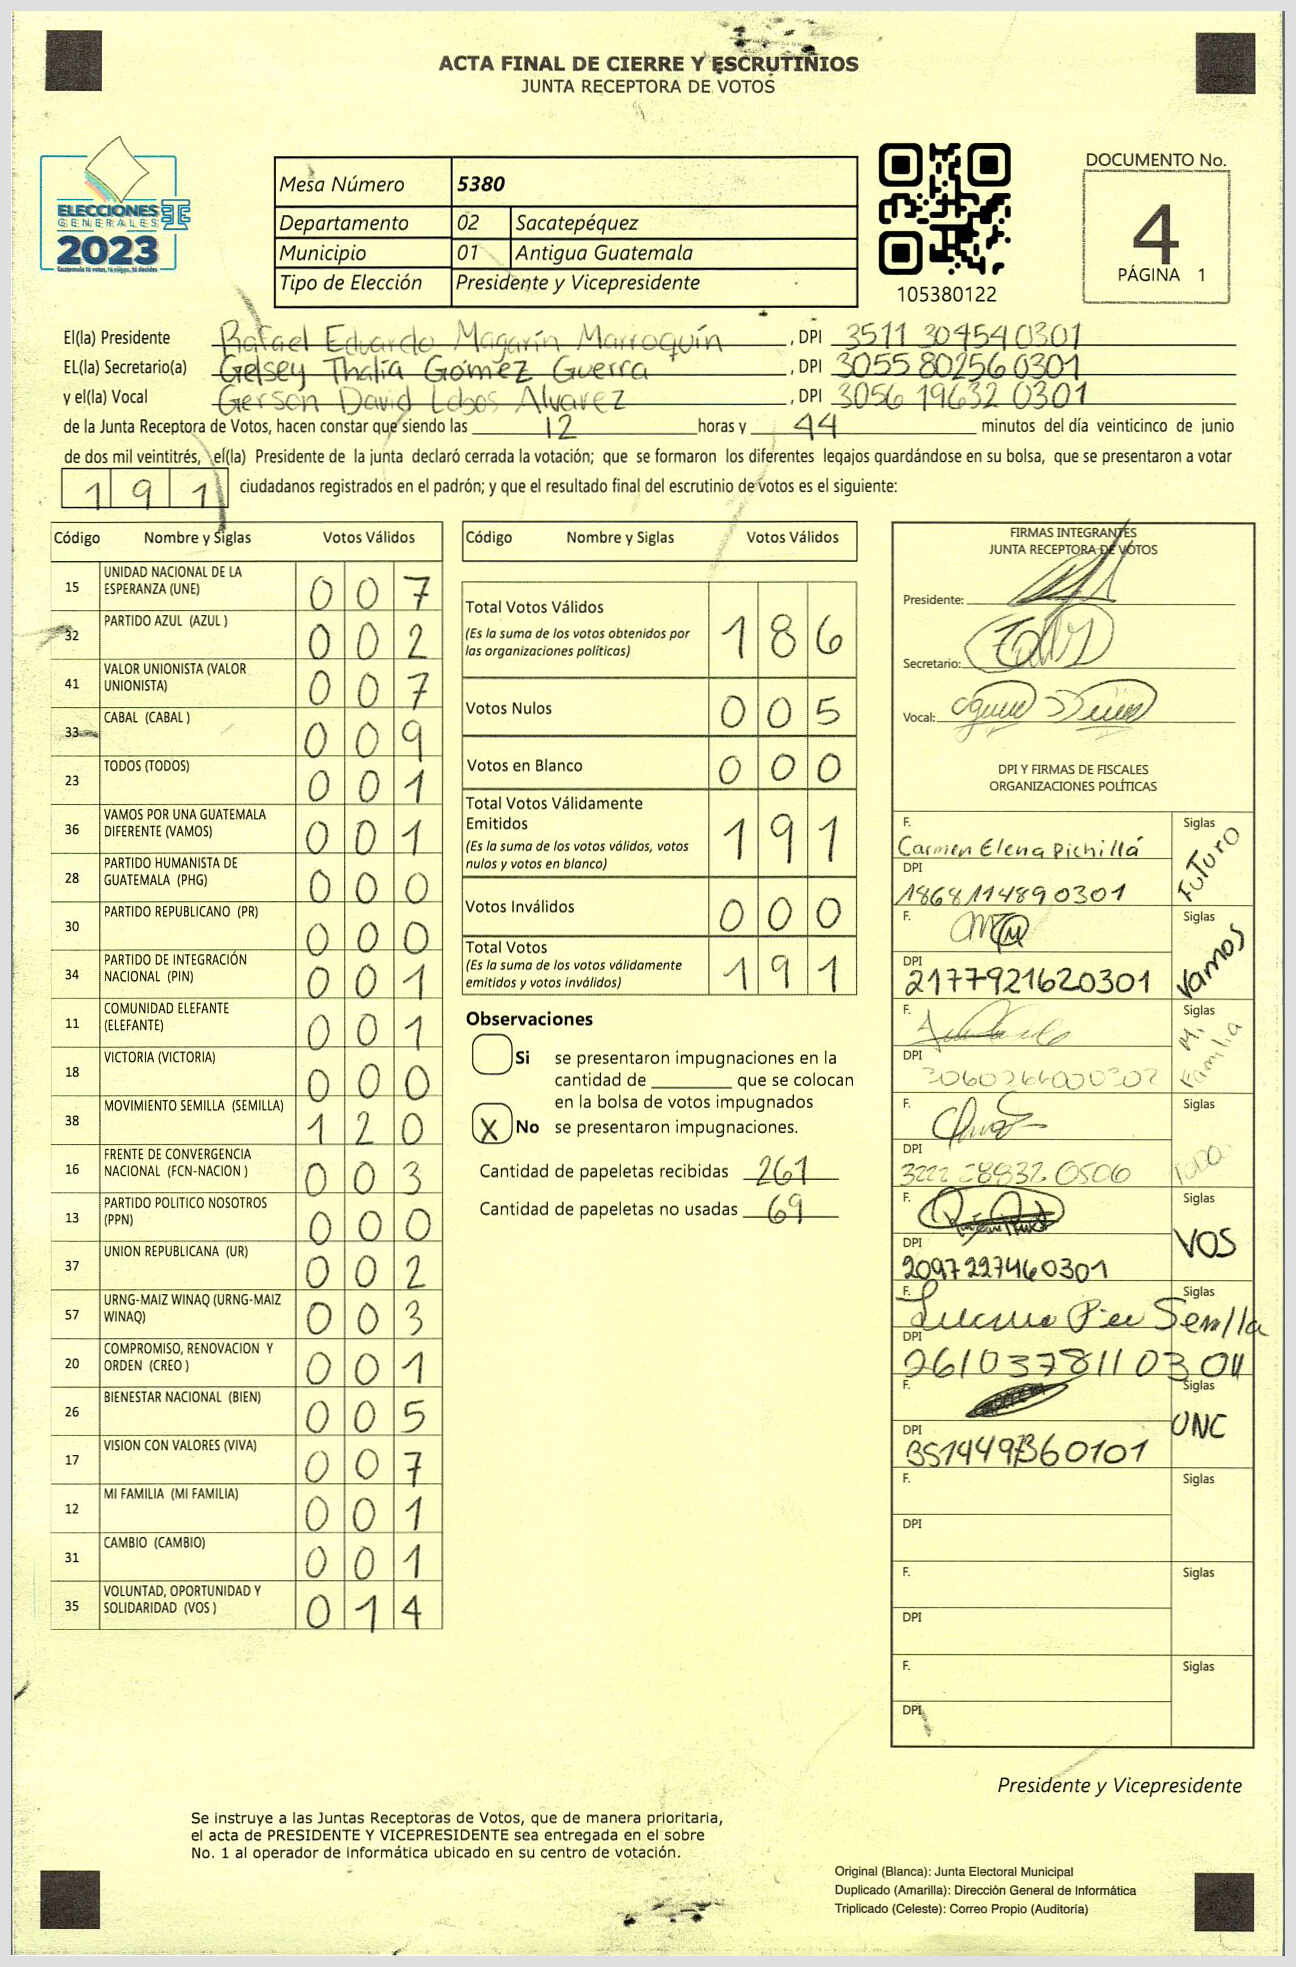 ACTA FINAL DE CIERRE Y ESCRUTINIOS
JUNTA RECEPTORA DE VOTOS
ELECCIONES
GENERALES
2023
Mesa Número 5380
Departamento 02 Sacatepéquez
Municipio 01 Antigua Guatemala
Tipo de Elección Presidente y Vicepresidente
105380122
DOCUMENTO No.
4
PÁGINA 1
El(la) Presidente Rafael Eduardo Magarín Marroquín, DPI 3511 30454 0301
EL(la) Secretario(a) Gelsey Thalía Gómez Guerra, DPI 3055 80256 0301
y el(la) Vocal Gerson David Lobos Alvarez, DPI 3056 19632 0301
de la Junta Receptora de Votos, hacen constar que siendo las 12 horas y 44 minutos del día veinticinco de junio
de dos mil veintitrés, el(la) Presidente de la junta declaró cerrada la votación; que se formaron los diferentes legajos guardándose en su bolsa, que se presentaron a votar
191 ciudadanos registrados en el padrón; y que el resultado final del escrutinio de votos es el siguiente:
Código Nombre y Siglas Votos Válidos
15 UNIDAD NACIONAL DE LA
ESPERANZA (UNE) 0 0 7
32 PARTIDO AZUL (AZUL ) 0 0 2
41 VALOR UNIONISTA (VALOR
UNIONISTA) 0 0 7
33 CABAL (CABAL ) 0 0 9
23 TODOS (TODOS) 0 0 1
36 VAMOS POR UNA GUATEMALA
DIFERENTE (VAMOS) 0 0 1
28 PARTIDO HUMANISTA DE
GUATEMALA (PHG) 0 0 0
30 PARTIDO REPUBLICANO (PR) 0 0 0
34 PARTIDO DE INTEGRACIÓN
NACIONAL (PIN) 0 0 1
11 COMUNIDAD ELEFANTE
(ELEFANTE) 0 0 1
18 VICTORIA (VICTORIA) 0 0 0
38 MOVIMIENTO SEMILLA (SEMILLA) 1 2 0
16 FRENTE DE CONVERGENCIA
NACIONAL (FCN-NACION ) 0 0 3
13 PARTIDO POLITICO NOSOTROS
(PPN) 0 0 0
37 UNION REPUBLICANA (UR) 0 0 2
57 URNG-MAIZ WINAQ (URNG-MAIZ
WINAQ) 0 0 3
20 COMPROMISO, RENOVACION Y
ORDEN (CREO ) 0 0 1
26 BIENESTAR NACIONAL (BIEN) 0 0 5
17 VISION CON VALORES (VIVA) 0 0 7
12 MI FAMILIA (MI FAMILIA) 0 0 1
31 CAMBIO (CAMBIO) 0 0 1
35 VOLUNTAD, OPORTUNIDAD Y
SOLIDARIDAD (VOS ) 0 1 4
Código Nombre y Siglas Votos Válidos
Total Votos Válidos
(Es la suma de los votos obtenidos por
las organizaciones políticas) 1 8 6
Votos Nulos 0 0 5
Votos en Blanco 0 0 0
Total Votos Válidamente
Emitidos
(Es la suma de los votos válidos, votos
nulos y votos en blanco) 1 9 1
Votos Inválidos 0 0 0
Total Votos
(Es la suma de los votos válidamente
emitidos y votos inválidos) 1 9 1
Observaciones
Si se presentaron impugnaciones en la
cantidad de ________ que se colocan
en la bolsa de votos impugnados
X No se presentaron impugnaciones.
Cantidad de papeletas recibidas 261
Cantidad de papeletas no usadas 69
FIRMAS INTEGRANTES
JUNTA RECEPTORA DE VOTOS
Presidente:
Secretario:
Vocal:
DPI Y FIRMAS DE FISCALES
ORGANIZACIONES POLÍTICAS
F. Siglas
Carmen Elena Pichillá
DPI
1868114890301 FUTURO
F. Siglas
DPI
2177921620301 Vamos
F. Siglas
DPI
Mi Familia
F. Siglas
DPI
F. Siglas
DPI
2097227460301 VOS
F. Siglas
Semilla
DPI
F. Siglas
DPI
UNC
F. Siglas
DPI
F. Siglas
DPI
F. Siglas
DPI
Presidente y Vicepresidente
Se instruye a las Juntas Receptoras de Votos, que de manera prioritaria,
el acta de PRESIDENTE Y VICEPRESIDENTE sea entregada en el sobre
No. 1 al operador de informática ubicado en su centro de votación.
Original (Blanca): Junta Electoral Municipal
Duplicado (Amarilla): Dirección General de Informática
Triplicado (Celeste): Correo Propio (Auditoría)